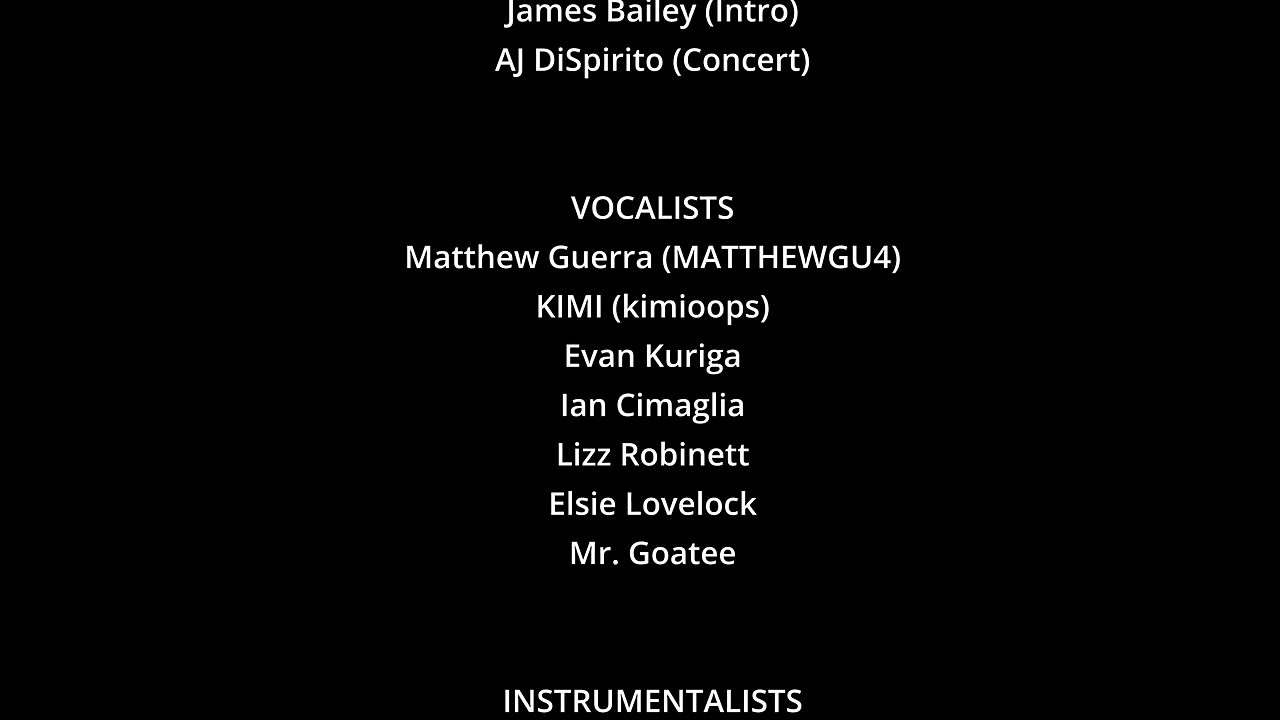 James Bailey (Intro)
AJ DiSpirito (Concert)
VOCALISTS
Matthew Guerra (MATTHEWGU4)
KIMI (kimioops)
Evan Kuriga
Ian Cimaglia
Lizz Robinett
Elsie Lovelock
Mr. Goatee
INSTRUMENTALISTS